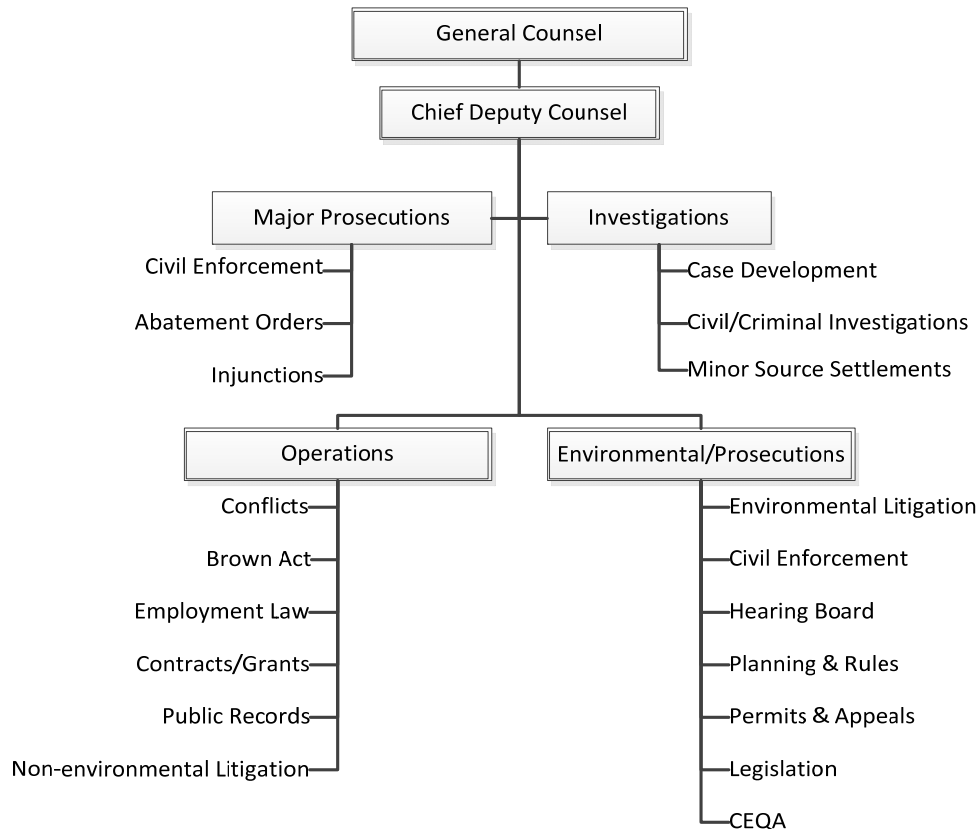 General Counsel
Chief Deputy Counsel
Major Prosecutions
Civil Enforcement
Abatement Orders
Injunctions
Investigations
Case Development
Civil/Criminal Investigations
Minor Source Settlements
Operations
Conflicts
Brown Act
Employment Law
Contracts/Grants
Public Records
Non-environmental Litigation
Environmental/Prosecutions
Environmental Litigation
Civil Enforcement
Hearing Board
Planning & Rules
Permits & Appeals
Legislation
CEQA